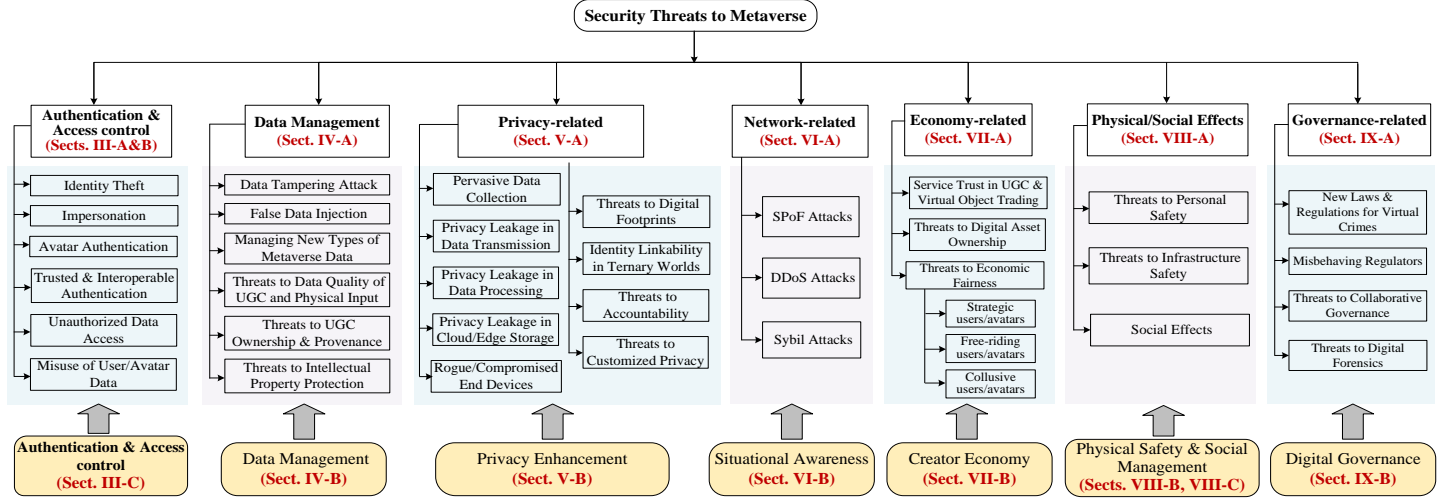 Security Threats to Metaverse
Authentication &
Access control
(Sects. III-A&B)
Identity Theft
Impersonation
Avatar Authentication
Trusted & Interoperable
Authentication
Unauthorized Data
Access
Misuse of User/Avatar
Data
Authentication & Access
control
(Sect. III-C)
Data Management
(Sect. IV-A)
Data Tampering Attack
False Data Injection
Managing New Types of
Metaverse Data
Threats to Data Quality of
UGC and Physical Input
Threats to UGC
Ownership & Provenance
Threats to Intellectual
Property Protection
Data Management
(Sect. IV-B)
Privacy-related
(Sect. V-A)
Pervasive Data
Collection
Privacy Leakage in
Data Transmission
Privacy Leakage in
Data Processing
Privacy Leakage in
Cloud/Edge Storage
Rogue/Compromised
End Devices
Threats to Digital
Footprints
Identity Linkability
in Ternary Worlds
Threats to
Accountability
Threats to
Customized Privacy
Privacy Enhancement
(Sect. V-B)
Network-related
(Sect. VI-A)
SPoF Attacks
DDoS Attacks
Sybil Attacks
Situational Awareness
(Sect. VI-B)
Economy-related
(Sect. VII-A)
Service Trust in UGC &
Virtual Object Trading
Threats to Digital Asset
Ownership
Threats to Economic
Fairness
Strategic
users/avatars
Free-riding
users/avatars
Collusive
users/avatars
Creator Economy
(Sect. VII-B)
Physical/Social Effects
(Sect. VIII-A)
Threats to Personal
Safety
Threats to Infrastructure
Safety
Social Effects
Physical Safety & Social
Management
(Sects. VIII-B, VIII-C)
Governance-related
(Sect. IX-A)
New Laws &
Regulations for Virtual
Crimes
Misbehaving Regulators
Threats to Collaborative
Governance
Threats to Digital
Forensics
Digital Governance
(Sect. IX-B)